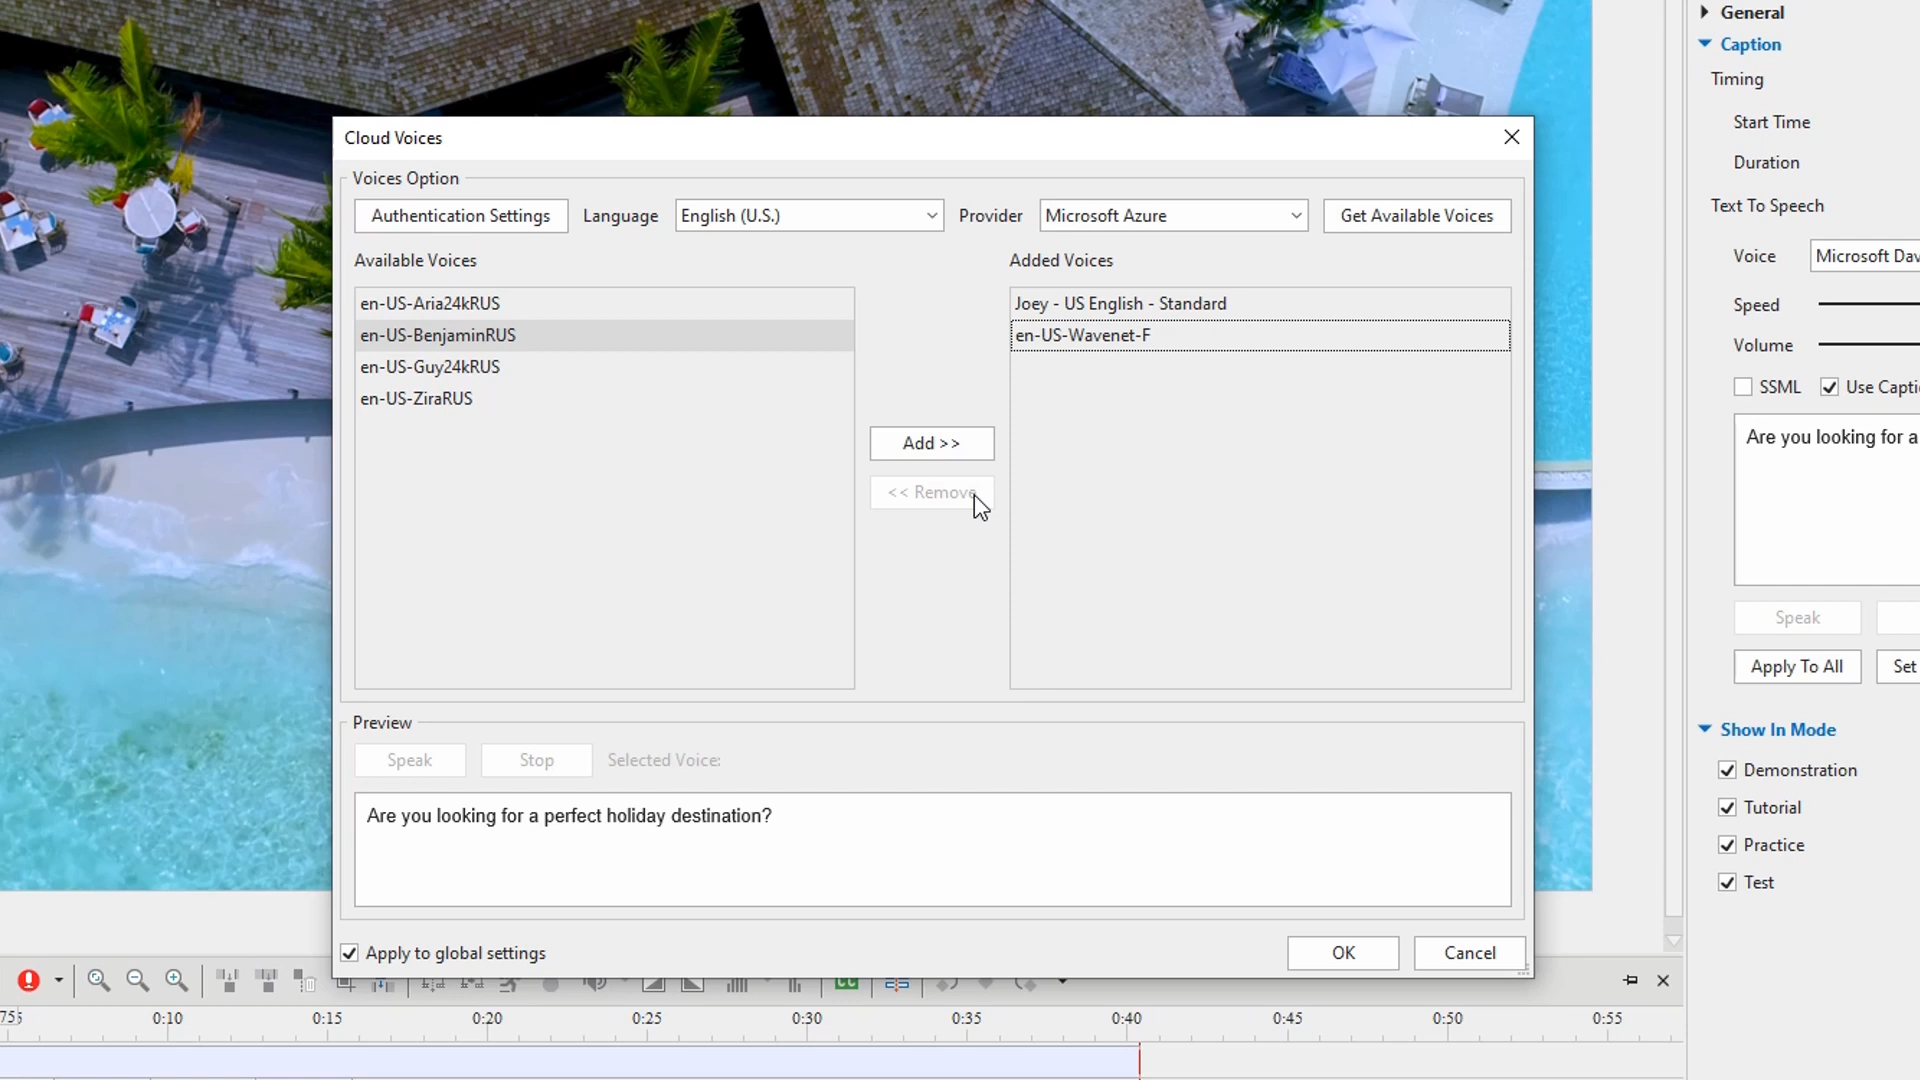 General
Caption
Timing
Start Time
Duration
Text To Speech
Voice Microsoft Dav
Speed
Volume
SSML Use Captio
Are you looking for a
Speak
Apply To All Set
Show In Mode
Demonstration
Tutorial
Practice
Test
Cloud Voices
Voices Option
Authentication Settings Language English (U.S.) Provider Microsoft Azure Get Available Voices
Available Voices
en-US-Aria24kRUS
en-US-BenjaminRUS
en-US-Guy24kRUS
en-US-ZiraRUS
Add >>
<< Remove
Added Voices
Joey - US English - Standard
en-US-Wavenet-F
Preview
Speak Stop Selected Voice:
Are you looking for a perfect holiday destination?
Apply to global settings OK Cancel
CC
0:10 0:15 0:20 0:25 0:30 0:35 0:40 0:45 0:50 0:55